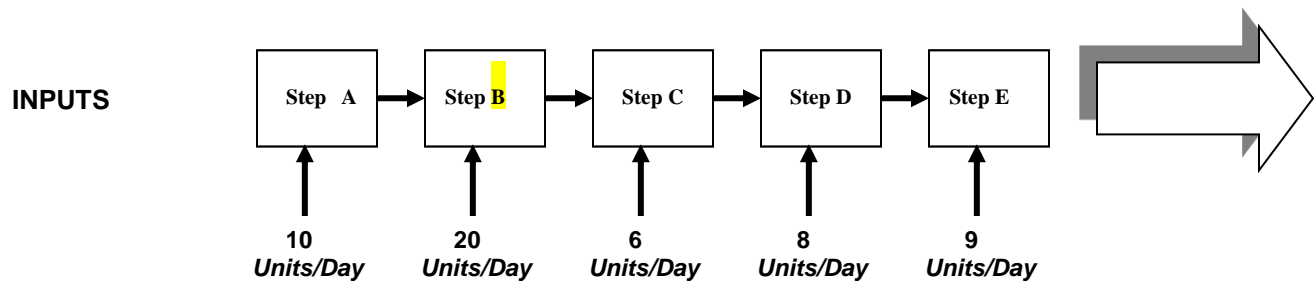 INPUTS
Step A
Step B
Step C
Step D
Step E
10
Units/Day
20
Units/Day
6
Units/Day
8
Units/Day
9
Units/Day